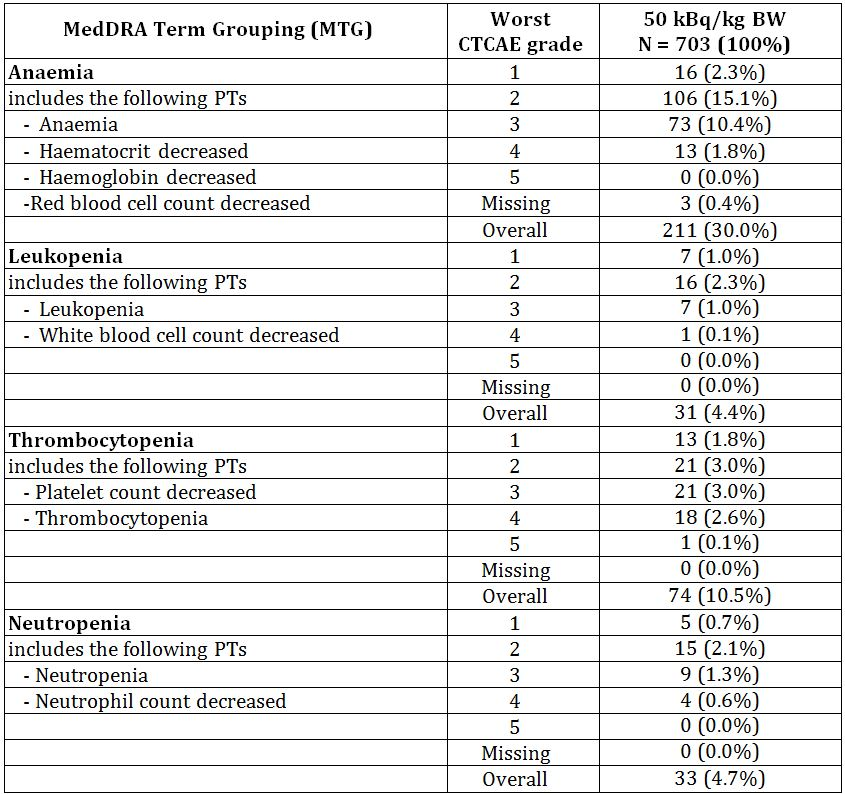 MedDRA Term Grouping (MTG) Worst CTCAE grade 50 kBq/kg BW N = 703 (100%)
Anaemia 1 16 (2.3%)
includes the following PTs 2 106 (15.1%)
- Anaemia 3 73 (10.4%)
- Haematocrit decreased 4 13 (1.8%)
- Haemoglobin decreased 5 0 (0.0%)
-Red blood cell count decreased Missing 3 (0.4%)
Overall 211 (30.0%)
Leukopenia 1 7 (1.0%)
includes the following PTs 2 16 (2.3%)
- Leukopenia 3 7 (1.0%)
- White blood cell count decreased 4 1 (0.1%)
5 0 (0.0%)
Missing 0 (0.0%)
Overall 31 (4.4%)
Thrombocytopenia 1 13 (1.8%)
includes the following PTs 2 21 (3.0%)
- Platelet count decreased 3 21 (3.0%)
- Thrombocytopenia 4 18 (2.6%)
5 1 (0.1%)
Missing 0 (0.0%)
Overall 74 (10.5%)
Neutropenia 1 5 (0.7%)
includes the following PTs 2 15 (2.1%)
- Neutropenia 3 9 (1.3%)
- Neutrophil count decreased 4 4 (0.6%)
5 0 (0.0%)
Missing 0 (0.0%)
Overall 33 (4.7%)